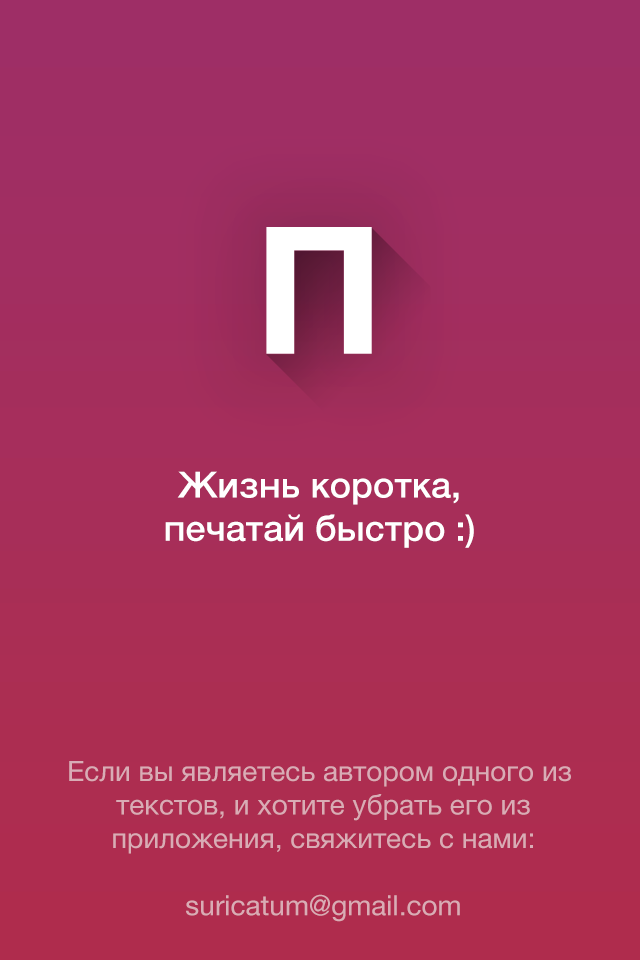 П
Жизнь коротка,
печатай быстро :)
Если вы являетесь автором одного из
текстов, и хотите убрать его из
приложения, свяжитесь с нами:
suricatum@gmail.com